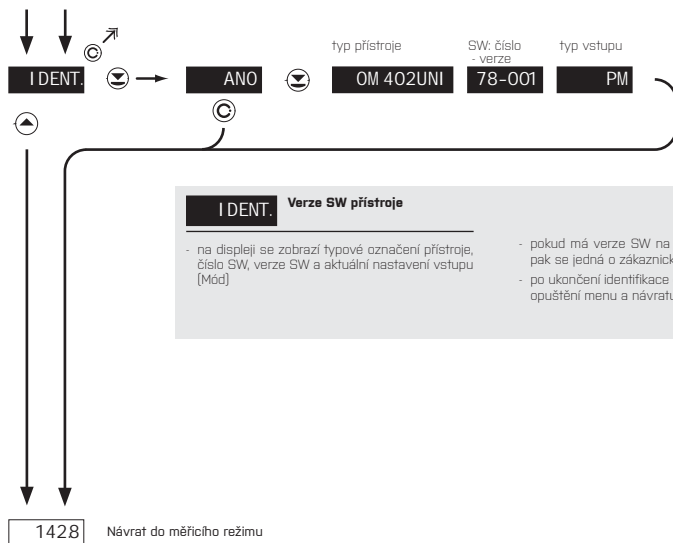 typ přístroje
SW: číslo
- verze
typ vstupu
IDENT.
ANO
OM 402UNI
78-001
PM
IDENT.
Verze SW přístroje
- na displeji se zobrazí typové označení přístroje,
číslo SW, verze SW a aktuální nastavení vstupu
(Mód)
- pokud má verze SW na
pak se jedná o zákaznick
- po ukončení identifikace
opuštění menu a návratu
1428
Návrat do měřicího režimu